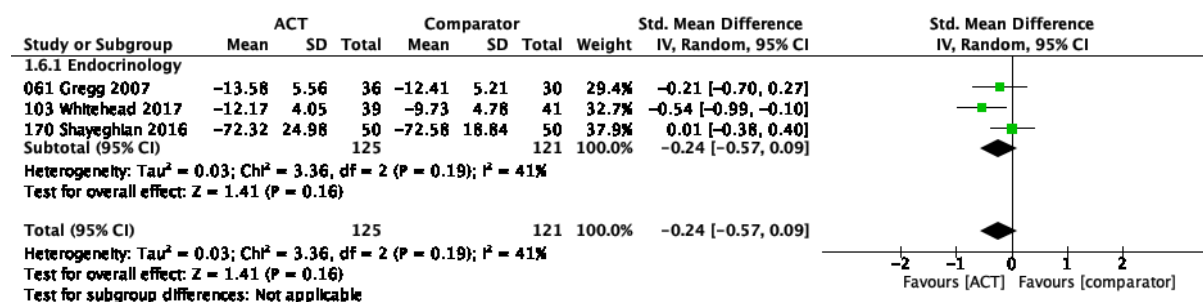 ACT Comparator Std. Mean Difference Std. Mean Difference
Study or Subgroup Mean SD Total Mean SD Total Weight IV, Random, 95% CI IV, Random, 95% CI
1.6.1 Endocrinology
061 Gregg 2007 −13.58 5.56 36 −12.41 5.21 30 29.4% −0.21 [−0.70, 0.27]
103 Whitehead 2017 −12.17 4.05 39 −9.73 4.78 41 32.7% −0.54 [−0.99, −0.10]
170 Shayeghian 2016 −72.32 24.98 50 −72.58 18.84 50 37.9% 0.01 [−0.38, 0.40]
Subtotal (95% CI) 125 121 100.0% −0.24 [−0.57, 0.09]
Heterogeneity: Tau² = 0.03; Chi² = 3.36, df = 2 (P = 0.19); I² = 41%
Test for overall effect: Z = 1.41 (P = 0.16)
Total (95% CI) 125 121 100.0% −0.24 [−0.57, 0.09]
Heterogeneity: Tau² = 0.03; Chi² = 3.36, df = 2 (P = 0.19); I² = 41%
Test for overall effect: Z = 1.41 (P = 0.16)
Test for subgroup differences: Not applicable
−2 −1 0 1 2
Favours [ACT] Favours [comparator]